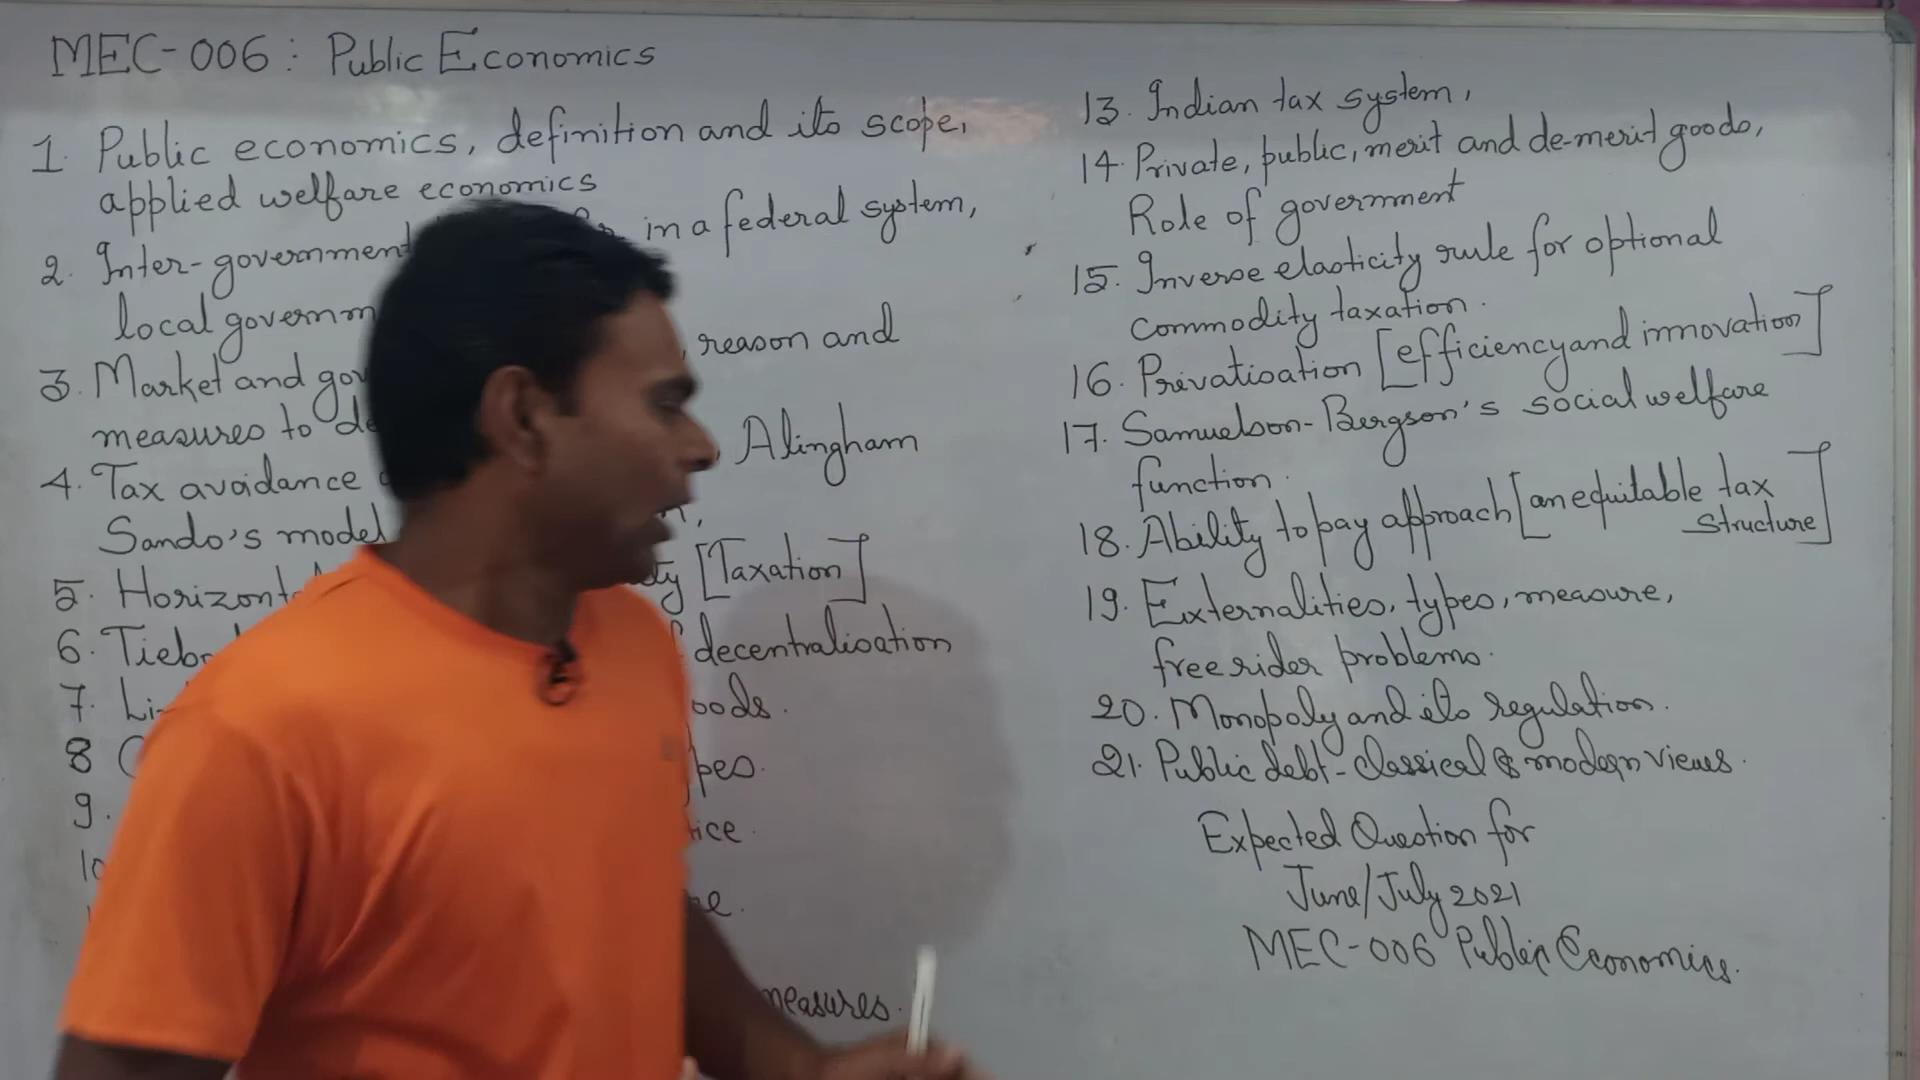 MEC-006: Public Economics
1. Public economics, definition and its scope,
applied welfare economics
2. Inter-government in a federal system,
local governm
3. Market and gov , reason and
measures to de
4. Tax avoidance Alingham
Sando's model
5. Horizont ty [Taxation]
6. Tieb decentralisation
7. Li oods.
8 pes.
9. ice.
10 e.
measures.
13. Indian tax system,
14. Private, public, merit and de-merit goods,
Role of government
15. Inverse elasticity rule for optional
commodity taxation.
16. Privatisation [efficiency and innovation]
17. Samuelson-Bergson's social welfare
function.
18. Ability to pay approach [an equitable tax
structure]
19. Externalities, types, measure,
free rider problems.
20. Monopoly and its regulation.
21. Public debt - classical & modern views.
Expected Question for
June/July 2021
MEC-006 Public Economics.